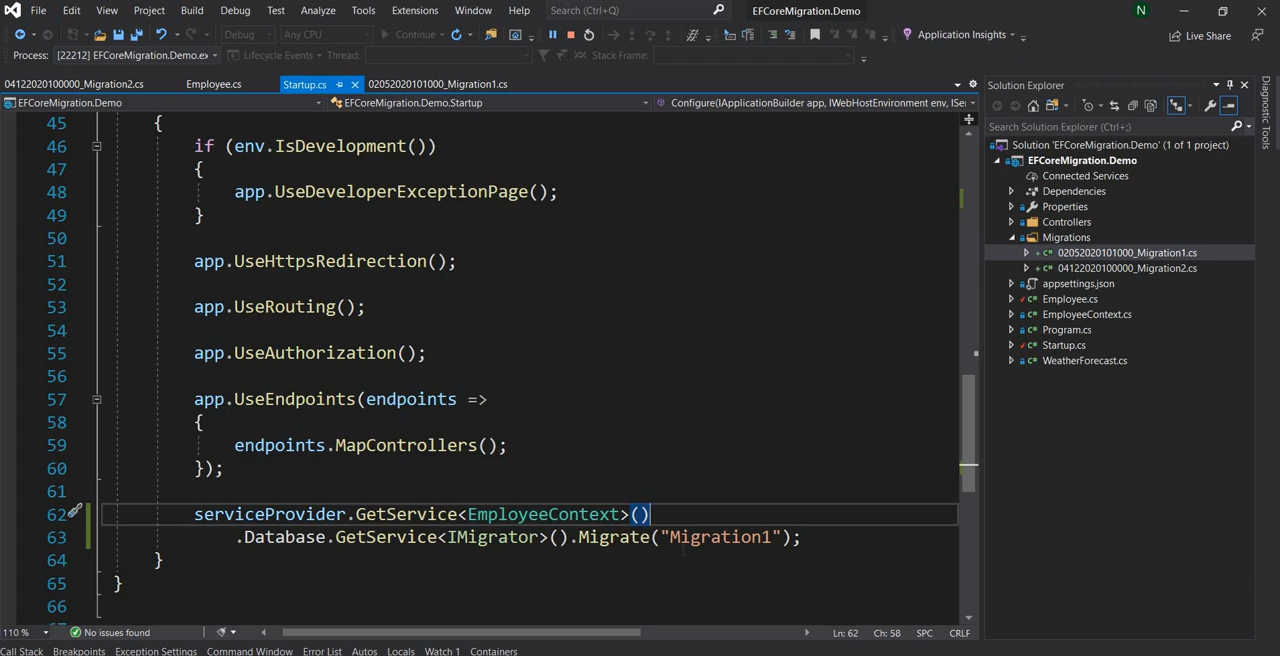 File Edit View Project Build Debug Test Analyze Tools Extensions Window Help Search (Ctrl+Q) EFCoreMigration.Demo N
Debug Any CPU Continue Application Insights Live Share
Process: [22212] EFCoreMigration.Demo.ex Lifecycle Events Thread: Stack Frame:
04122020100000_Migration2.cs Employee.cs Startup.cs 02052020101000_Migration1.cs
EFCoreMigration.Demo EFCoreMigration.Demo.Startup Configure(IApplicationBuilder app, IWebHostEnvironment env, ISer
45 {
46 if (env.IsDevelopment())
47 {
48 app.UseDeveloperExceptionPage();
49 }
50
51 app.UseHttpsRedirection();
52
53 app.UseRouting();
54
55 app.UseAuthorization();
56
57 app.UseEndpoints(endpoints =>
58 {
59 endpoints.MapControllers();
60 });
61
62 serviceProvider.GetService<EmployeeContext>()
63 .Database.GetService<IMigrator>().Migrate("Migration1");
64 }
65 }
66
110 % No issues found Ln: 62 Ch: 58 SPC CRLF
Call Stack Breakpoints Exception Settings Command Window Error List Autos Locals Watch 1 Containers
Solution Explorer
Search Solution Explorer (Ctrl+;)
Solution 'EFCoreMigration.Demo' (1 of 1 project)
EFCoreMigration.Demo
Connected Services
Dependencies
Properties
Controllers
Migrations
02052020101000_Migration1.cs
04122020100000_Migration2.cs
appsettings.json
Employee.cs
EmployeeContext.cs
Program.cs
Startup.cs
WeatherForecast.cs
Diagnostic Tools